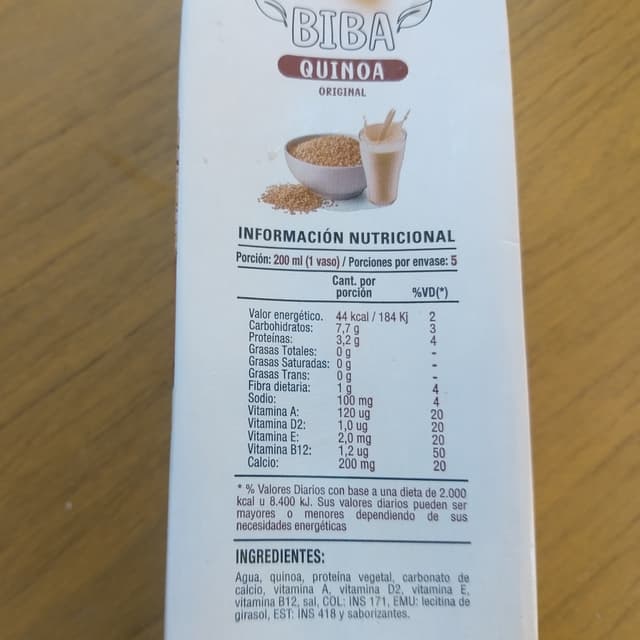 BIBA
QUINOA
ORIGINAL
INFORMACIÓN NUTRICIONAL
Porción: 200 ml (1 vaso) / Porciones por envase: 5
Cant. por porción %VD(*)
Valor energético. 44 kcal / 184 Kj 2
Carbohidratos: 7,7 g 3
Proteínas: 3,2 g 4
Grasas Totales: 0 g -
Grasas Saturadas: 0 g -
Grasas Trans: 0 g -
Fibra dietaria: 1 g 4
Sodio: 100 mg 4
Vitamina A: 120 ug 20
Vitamina D2: 1,0 ug 20
Vitamina E: 2,0 mg 20
Vitamina B12: 1,2 ug 50
Calcio: 200 mg 20
* % Valores Diarios con base a una dieta de 2.000
kcal u 8.400 kJ. Sus valores diarios pueden ser
mayores o menores dependiendo de sus
necesidades energéticas
INGREDIENTES:
Agua, quinoa, proteína vegetal, carbonato de
calcio, vitamina A, vitamina D2, vitamina E,
vitamina B12, sal, COL: INS 171, EMU: lecitina de
girasol, EST: INS 418 y saborizantes.